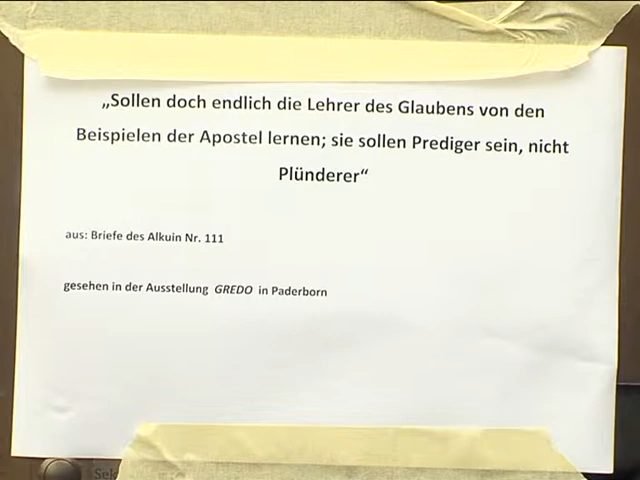 „Sollen doch endlich die Lehrer des Glaubens von den
Beispielen der Apostel lernen; sie sollen Prediger sein, nicht
Plünderer“
aus: Briefe des Alkuin Nr. 111
gesehen in der Ausstellung GREDO in Paderborn
Sek